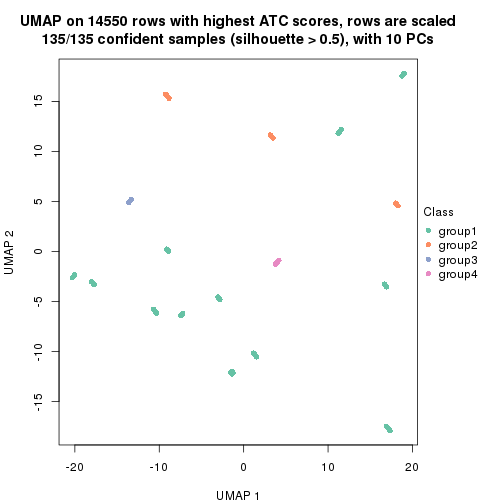 UMAP on 14550 rows with highest ATC scores, rows are scaled
135/135 confident samples (silhouette > 0.5), with 10 PCs
15
10
5
0
-5
-10
-15
UMAP 2
-20
-10
0
10
20
UMAP 1
Class
group1
group2
group3
group4